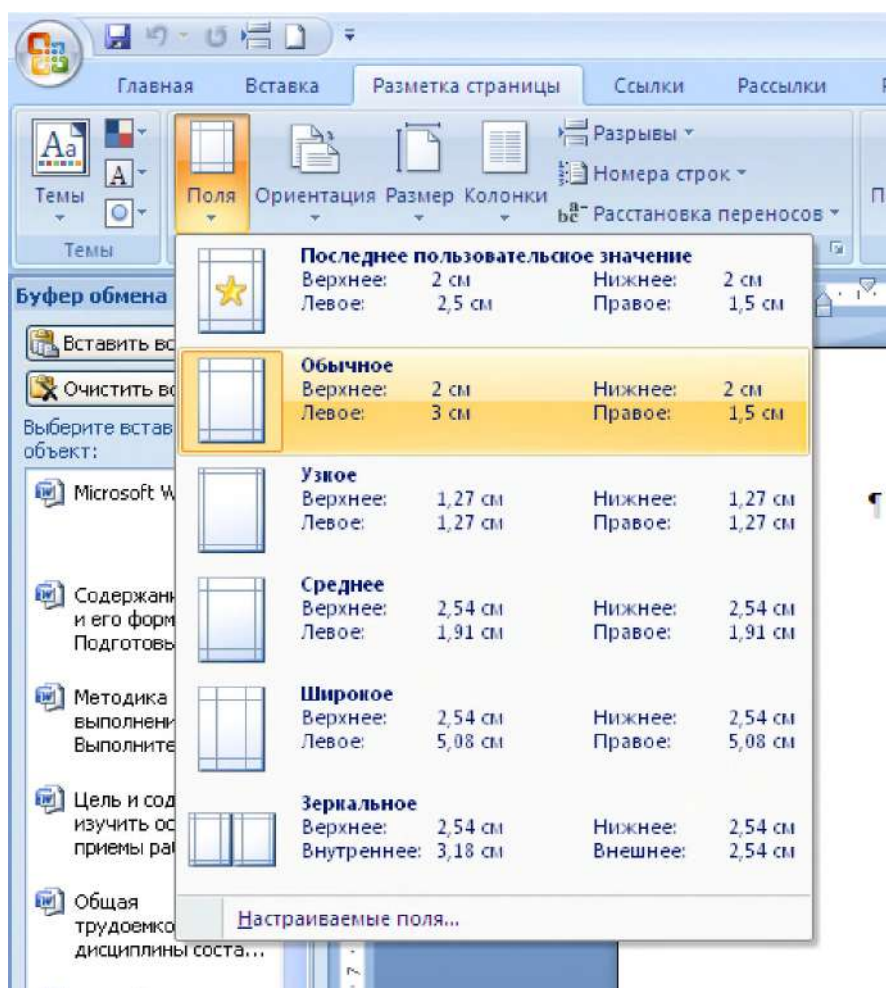 Главная Вставка Разметка страницы Ссылки Рассылки
Aa
A
Темы
Поля Ориентация Размер Колонки
Разрывы
Номера строк
Расстановка переносов
Темы
Буфер обмена
Вставить вс
Очистить вс
Выберите встав
объект:
Microsoft W
Содержани
и его форм
Подготовь
Методика
выполнени
Выполните
Цель и сод
изучить ос
приемы ра
Общая
трудоемко
дисциплины соста...
Последнее пользовательское значение
Верхнее: 2 см Нижнее: 2 см
Левое: 2,5 см Правое: 1,5 см
Обычное
Верхнее: 2 см Нижнее: 2 см
Левое: 3 см Правое: 1,5 см
Узкое
Верхнее: 1,27 см Нижнее: 1,27 см
Левое: 1,27 см Правое: 1,27 см
Среднее
Верхнее: 2,54 см Нижнее: 2,54 см
Левое: 1,91 см Правое: 1,91 см
Широкое
Верхнее: 2,54 см Нижнее: 2,54 см
Левое: 5,08 см Правое: 5,08 см
Зеркальное
Верхнее: 2,54 см Нижнее: 2,54 см
Внутреннее: 3,18 см Внешнее: 2,54 см
Настраиваемые поля...
¶